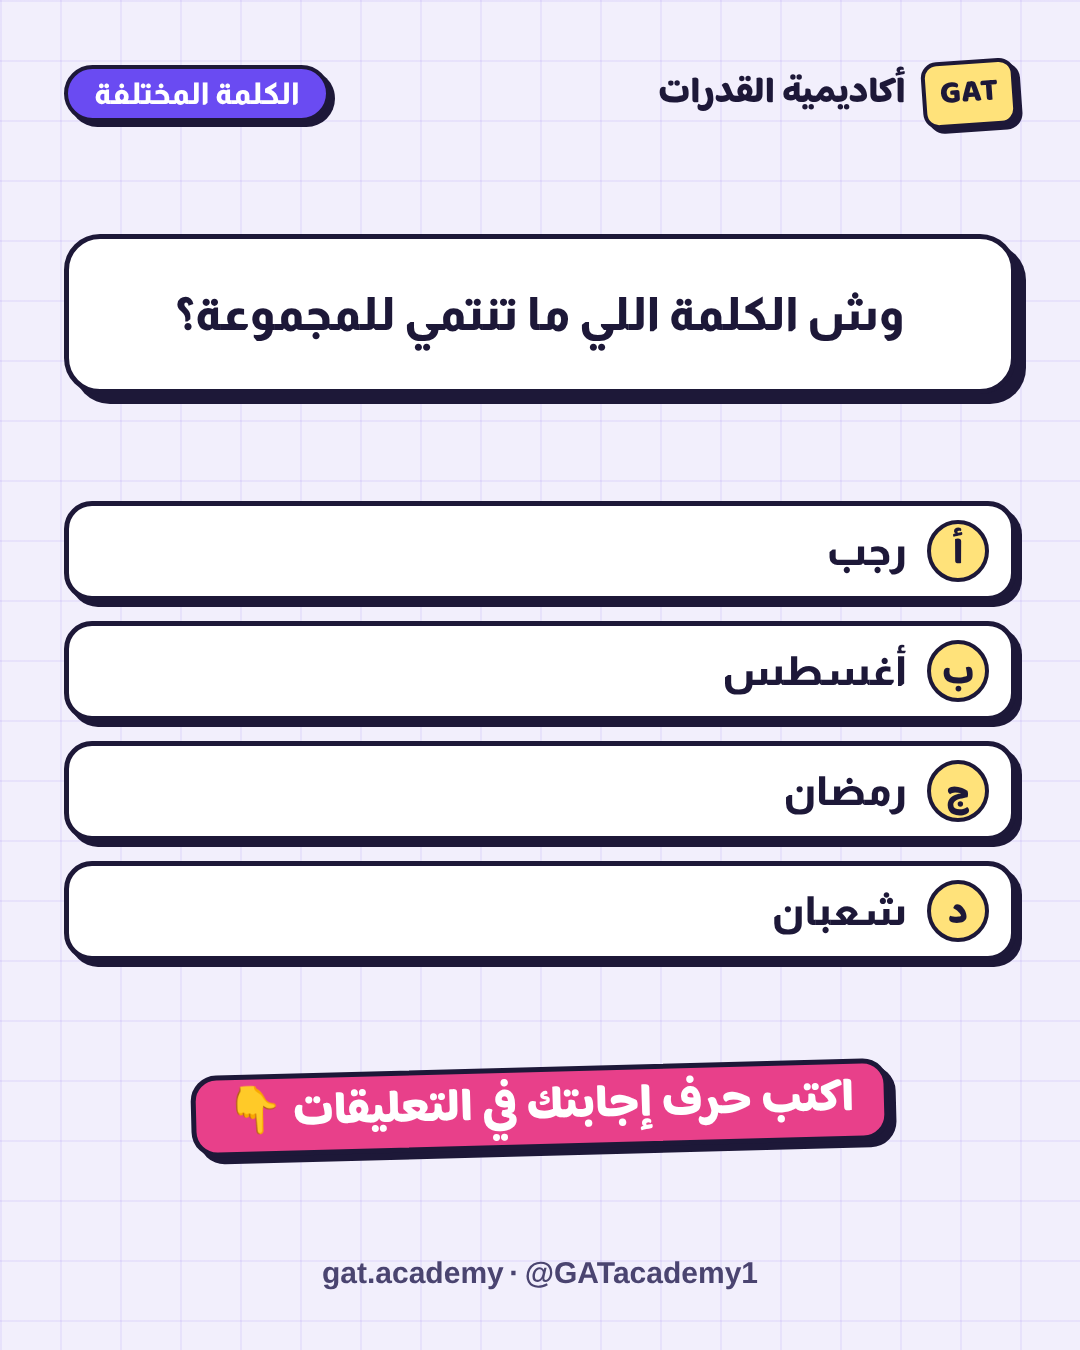 GAT
أكاديمية القدرات
الكلمة المختلفة
وش الكلمة اللي ما تنتمي للمجموعة؟
أ رجب
ب أغسطس
ج رمضان
د شعبان
اكتب حرف إجابتك في التعليقات 👇
gat.academy · @GATacademy1